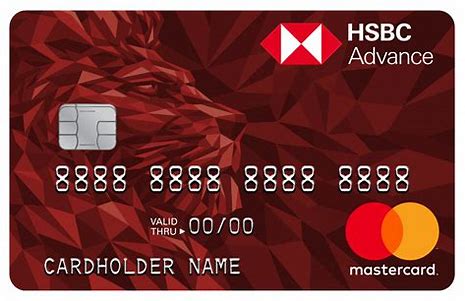 HSBC
Advance
8888 8888 8888 8888
VALID
THRU ▶ 00/00
CARDHOLDER NAME
mastercard.